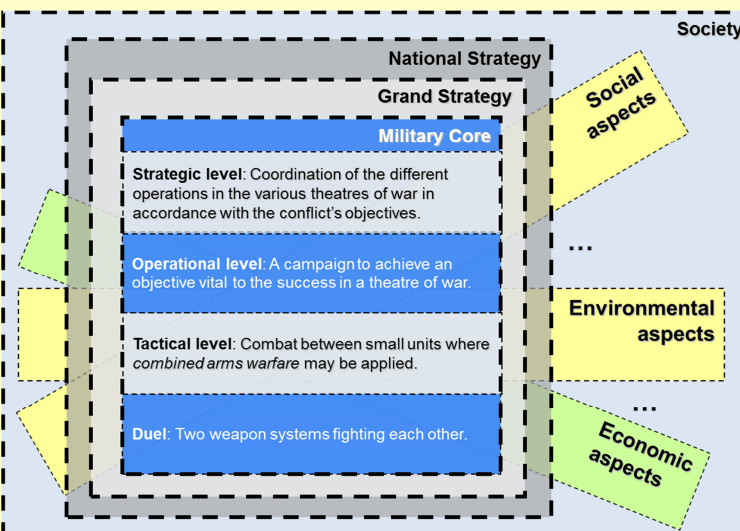 Society
National Strategy
Grand Strategy
Military Core
Strategic level: Coordination of the different
operations in the various theatres of war in
accordance with the conflict's objectives.
Operational level: A campaign to achieve an
objective vital to the success in a theatre of war.
Tactical level: Combat between small units where
combined arms warfare may be applied.
Duel: Two weapon systems fighting each other.
Social
aspects
...
Environmental
aspects
...
Economic
aspects